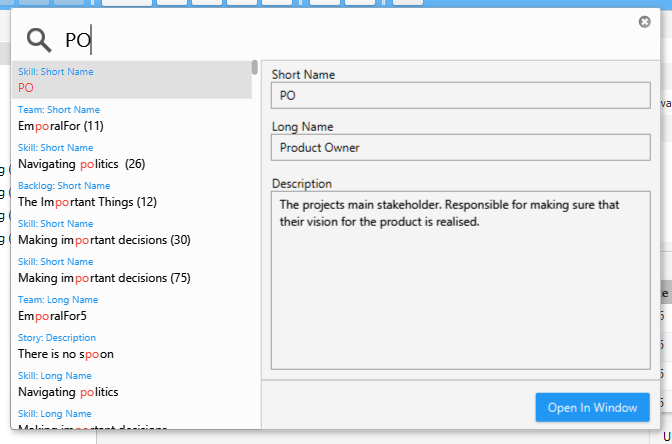 PO
Skill: Short Name
PO
Team: Short Name
EmporalFor (11)
Skill: Short Name
Navigating politics (26)
Backlog: Short Name
The Important Things (12)
Skill: Short Name
Making important decisions (30)
Skill: Short Name
Making important decisions (75)
Team: Long Name
EmporalFor5
Story: Description
There is no spoon
Skill: Long Name
Navigating politics
Skill: Long Name
Making important decisions
Short Name
PO
Long Name
Product Owner
Description
The projects main stakeholder. Responsible for making sure that
their vision for the product is realised.
Open In Window